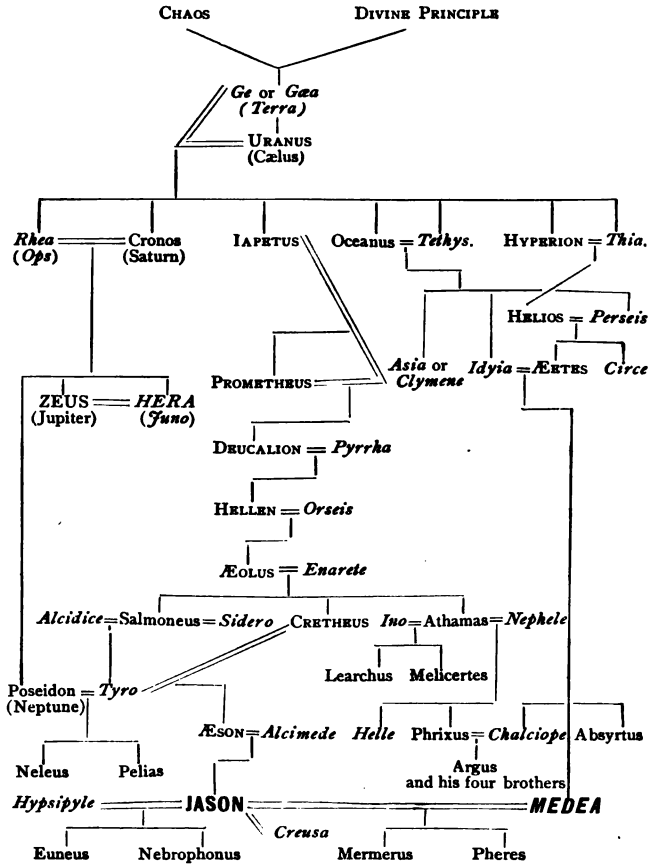 CHAOS DIVINE PRINCIPLE
Ge or Gæa
(Terra)
URANUS
(Cælus)
Rhea Cronos IAPETUS Oceanus = Tethys. HYPERION = Thia.
(Ops) (Saturn)
HELIOS = Perseis
Asia or Idyia = ÆETES Circe
PROMETHEUS Clymene
ZEUS HERA
(Jupiter) (Juno)
DEUCALION = Pyrrha
HELLEN = Orseis
ÆOLUS = Enarete
Alcidice = Salmoneus = Sidero CRETHEUS Ino = Athamas = Nephele
Learchus Melicertes
Poseidon = Tyro
(Neptune)
ÆSON = Alcimede Helle Phrixus = Chalciope Absyrtus
Neleus Pelias Argus
and his four brothers
Hypsipyle JASON MEDEA
Creusa
Euneus Nebrophonus Mermerus Pheres